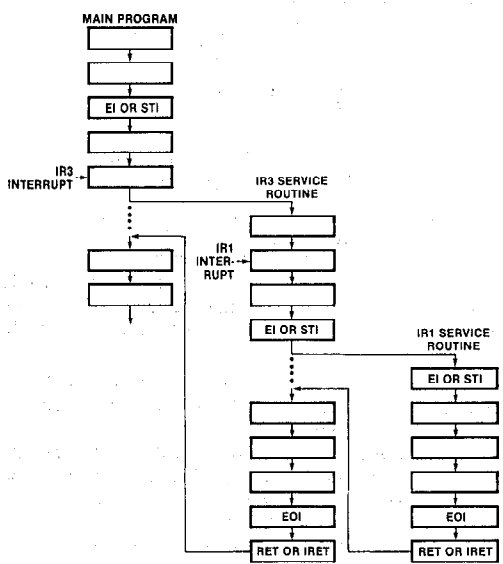 MAIN PROGRAM
EI OR STI
IR3
INTERRUPT
IR3 SERVICE
ROUTINE
IR1
INTER-
RUPT
EI OR STI
IR1 SERVICE
ROUTINE
EI OR STI
EOI
RET OR IRET
EOI
RET OR IRET